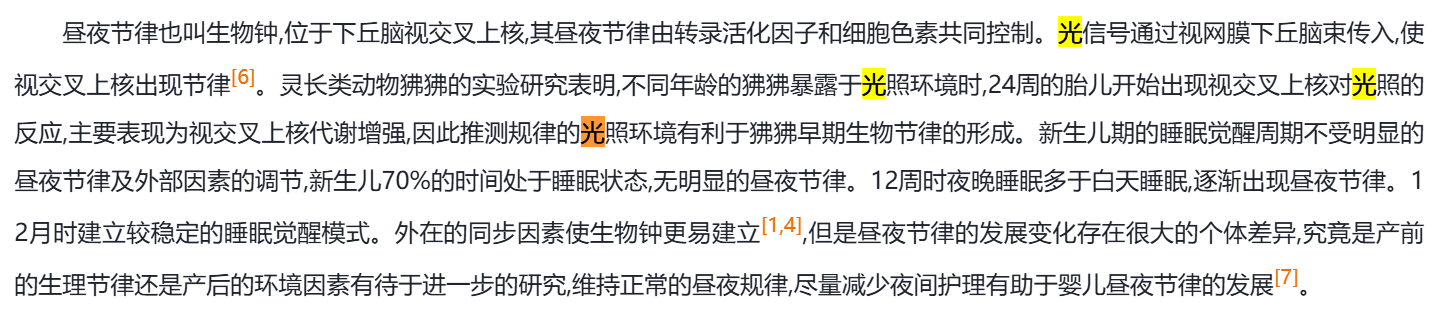 昼夜节律也叫生物钟,位于下丘脑视交叉上核,其昼夜节律由转录活化因子和细胞色素共同控制。光信号通过视网膜下丘脑束传入,使
视交叉上核出现节律[6]。灵长类动物狒狒的实验研究表明,不同年龄的狒狒暴露于光照环境时,24周的胎儿开始出现视交叉上核对光照的
反应,主要表现为视交叉上核代谢增强,因此推测规律的光照环境有利于狒狒早期生物节律的形成。新生儿期的睡眠觉醒周期不受明显的
昼夜节律及外部因素的调节,新生儿70%的时间处于睡眠状态,无明显的昼夜节律。12周时夜晚睡眠多于白天睡眠,逐渐出现昼夜节律。1
2月时建立较稳定的睡眠觉醒模式。外在的同步因素使生物钟更易建立[1,4],但是昼夜节律的发展变化存在很大的个体差异,究竟是产前
的生理节律还是产后的环境因素有待于进一步的研究,维持正常的昼夜规律,尽量减少夜间护理有助于婴儿昼夜节律的发展[7]。